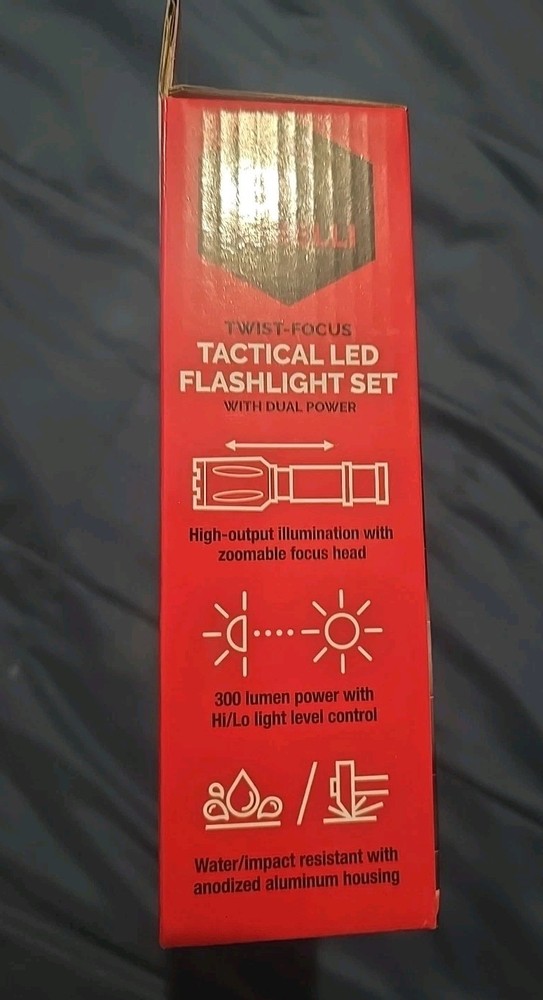 TWIST-FOCUS
TACTICAL LED
FLASHLIGHT SET
WITH DUAL POWER
High-output illumination with
zoomable focus head
300 lumen power with
Hi/Lo light level control
Water/impact resistant with
anodized aluminum housing